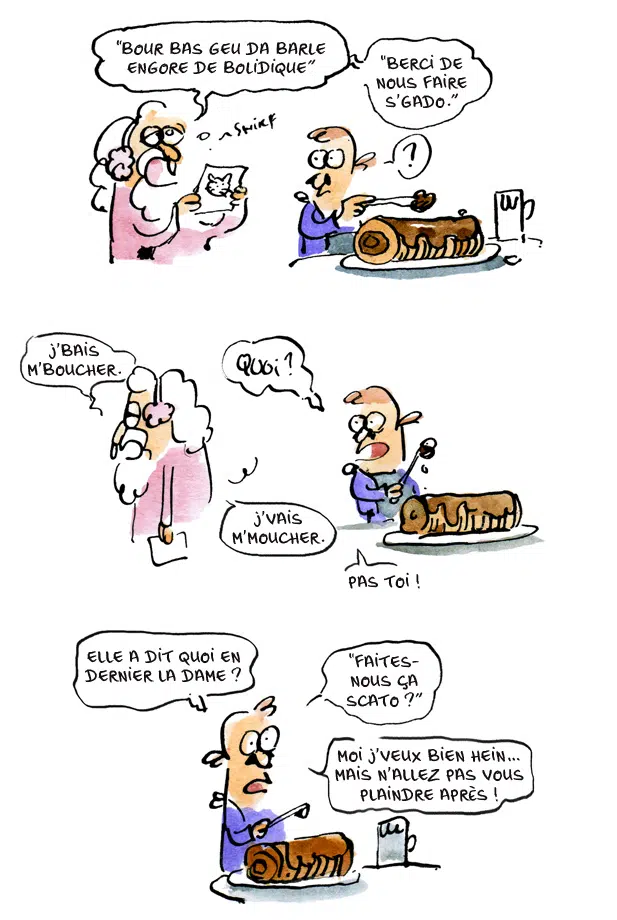 "BOUR BAS GEU DA BARLE
ENGORE DE BOLIDIQUE"
"BERCI DE
NOUS FAIRE
S'GADO."
SNIRF
?
J'BAIS
M'BOUCHER.
QUOI ?
J'VAIS
M'MOUCHER.
PAS TOI !
ELLE A DIT QUOI EN
DERNIER LA DAME ?
"FAITES-
NOUS ÇA
SCATO ?"
MOI J'VEUX BIEN HEIN...
MAIS N'ALLEZ PAS VOUS
PLAINDRE APRÈS !